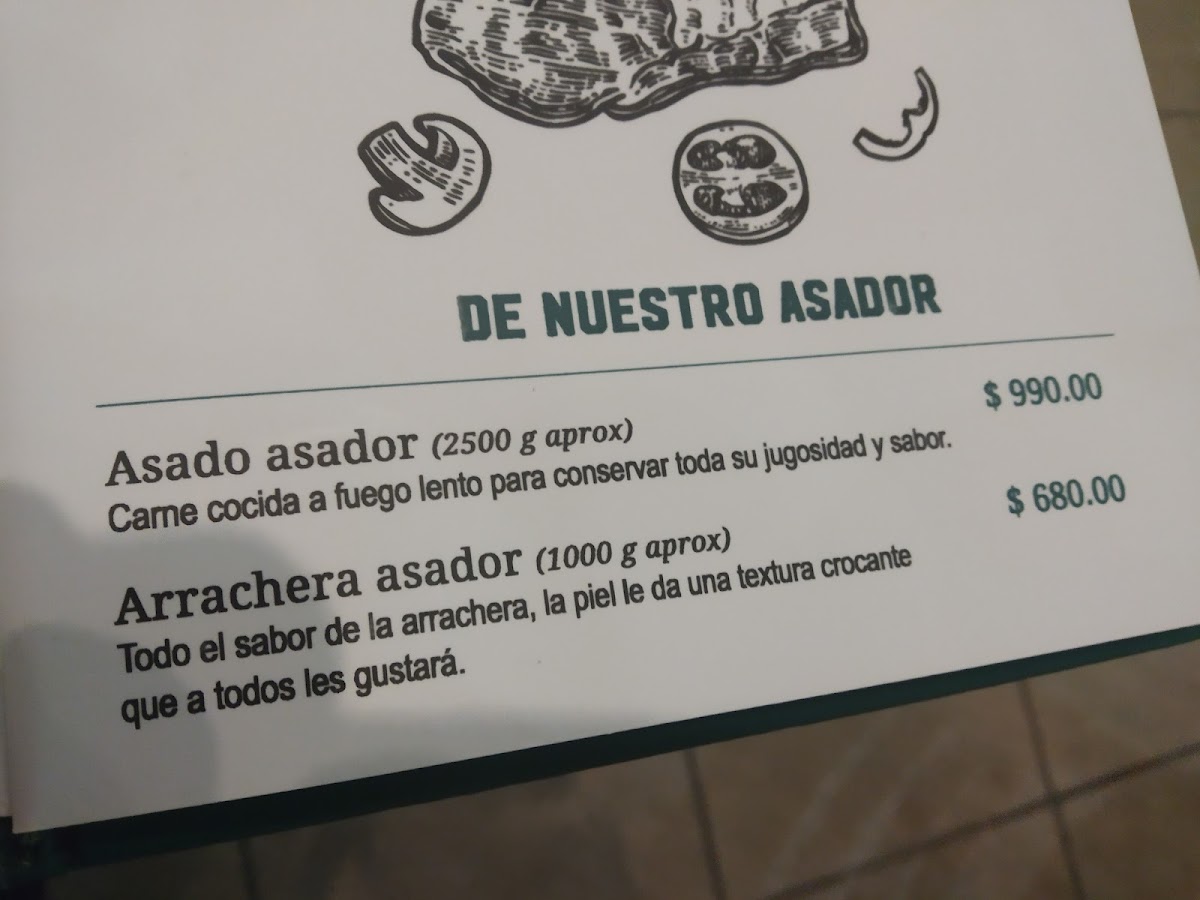 DE NUESTRO ASADOR
Asado asador (2500 g aprox) $ 990.00
Carne cocida a fuego lento para conservar toda su jugosidad y sabor.
Arrachera asador (1000 g aprox) $ 680.00
Todo el sabor de la arrachera, la piel le da una textura crocante
que a todos les gustará.